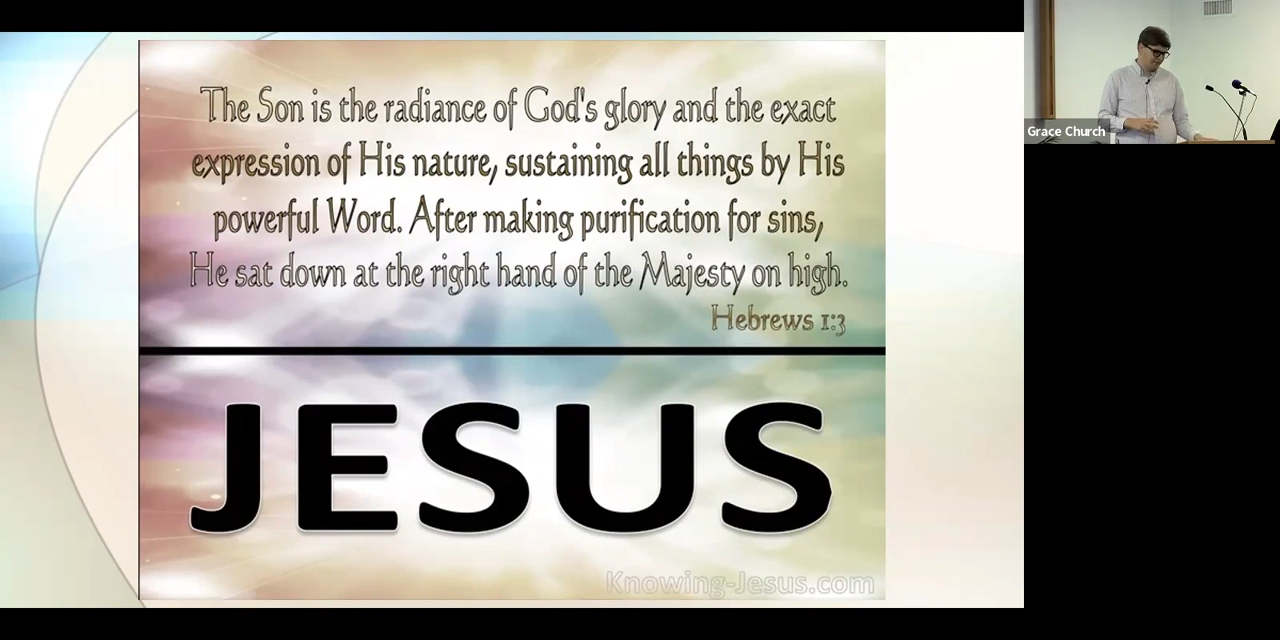 The Son is the radiance of God's glory and the exact
expression of His nature, sustaining all things by His
powerful Word. After making purification for sins,
He sat down at the right hand of the Majesty on high.
Hebrews 1:3
JESUS
Knowing-Jesus.com
Grace Church